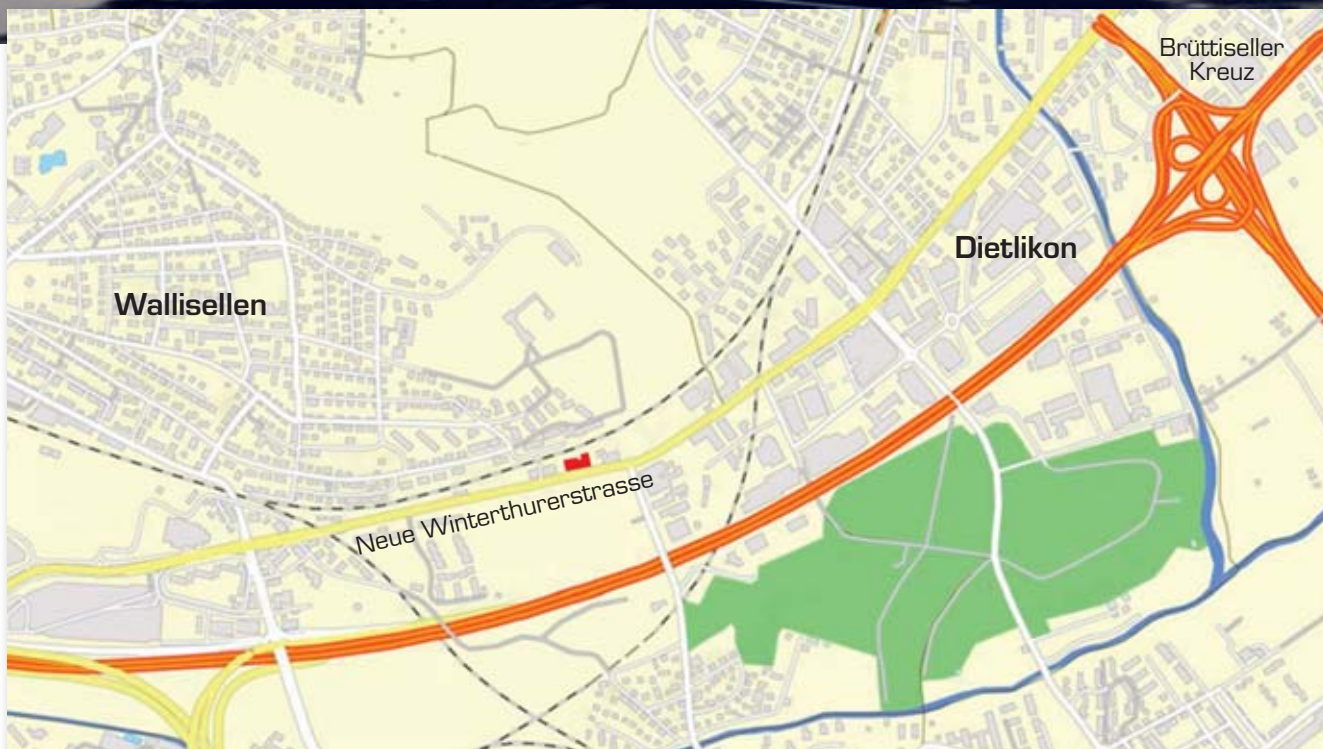 Brüttiseller
Kreuz
Dietlikon
Wallisellen
Neue Winterthurerstrasse